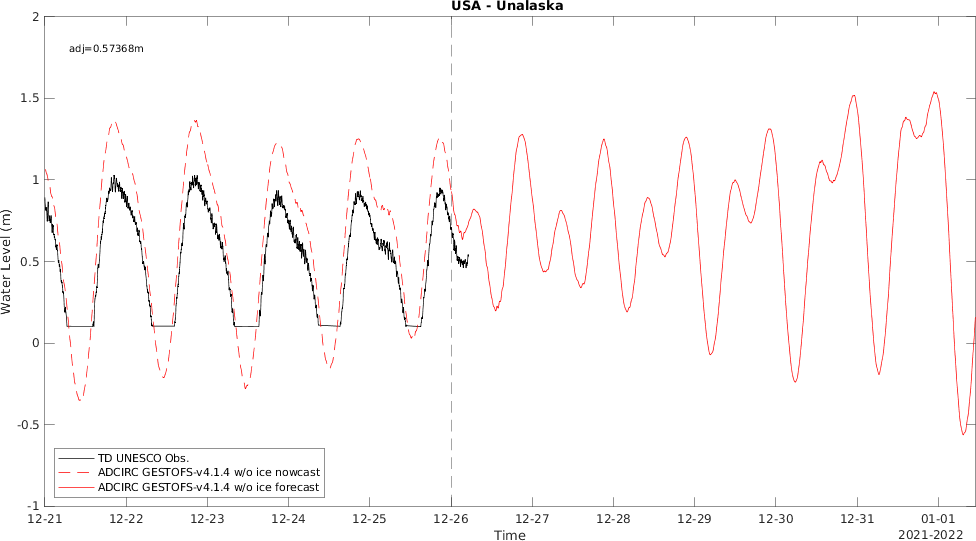 USA - Unalaska
adj=0.57368m
Water Level (m)
2
1.5
1
0.5
0
-0.5
-1
TD UNESCO Obs.
ADCIRC GESTOFS-v4.1.4 w/o ice nowcast
ADCIRC GESTOFS-v4.1.4 w/o ice forecast
12-21 12-22 12-23 12-24 12-25 12-26 12-27 12-28 12-29 12-30 12-31 01-01
Time
2021-2022